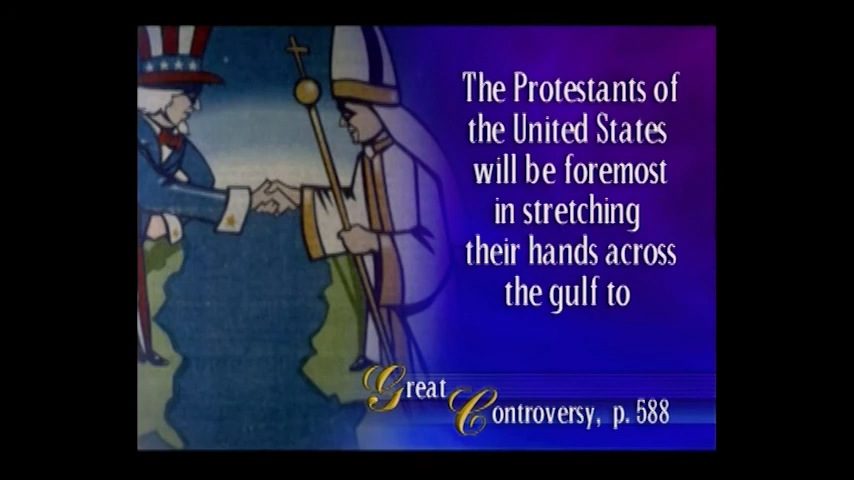 The Protestants of
the United States
will be foremost
in stretching
their hands across
the gulf to
Great
Controversy, p. 588